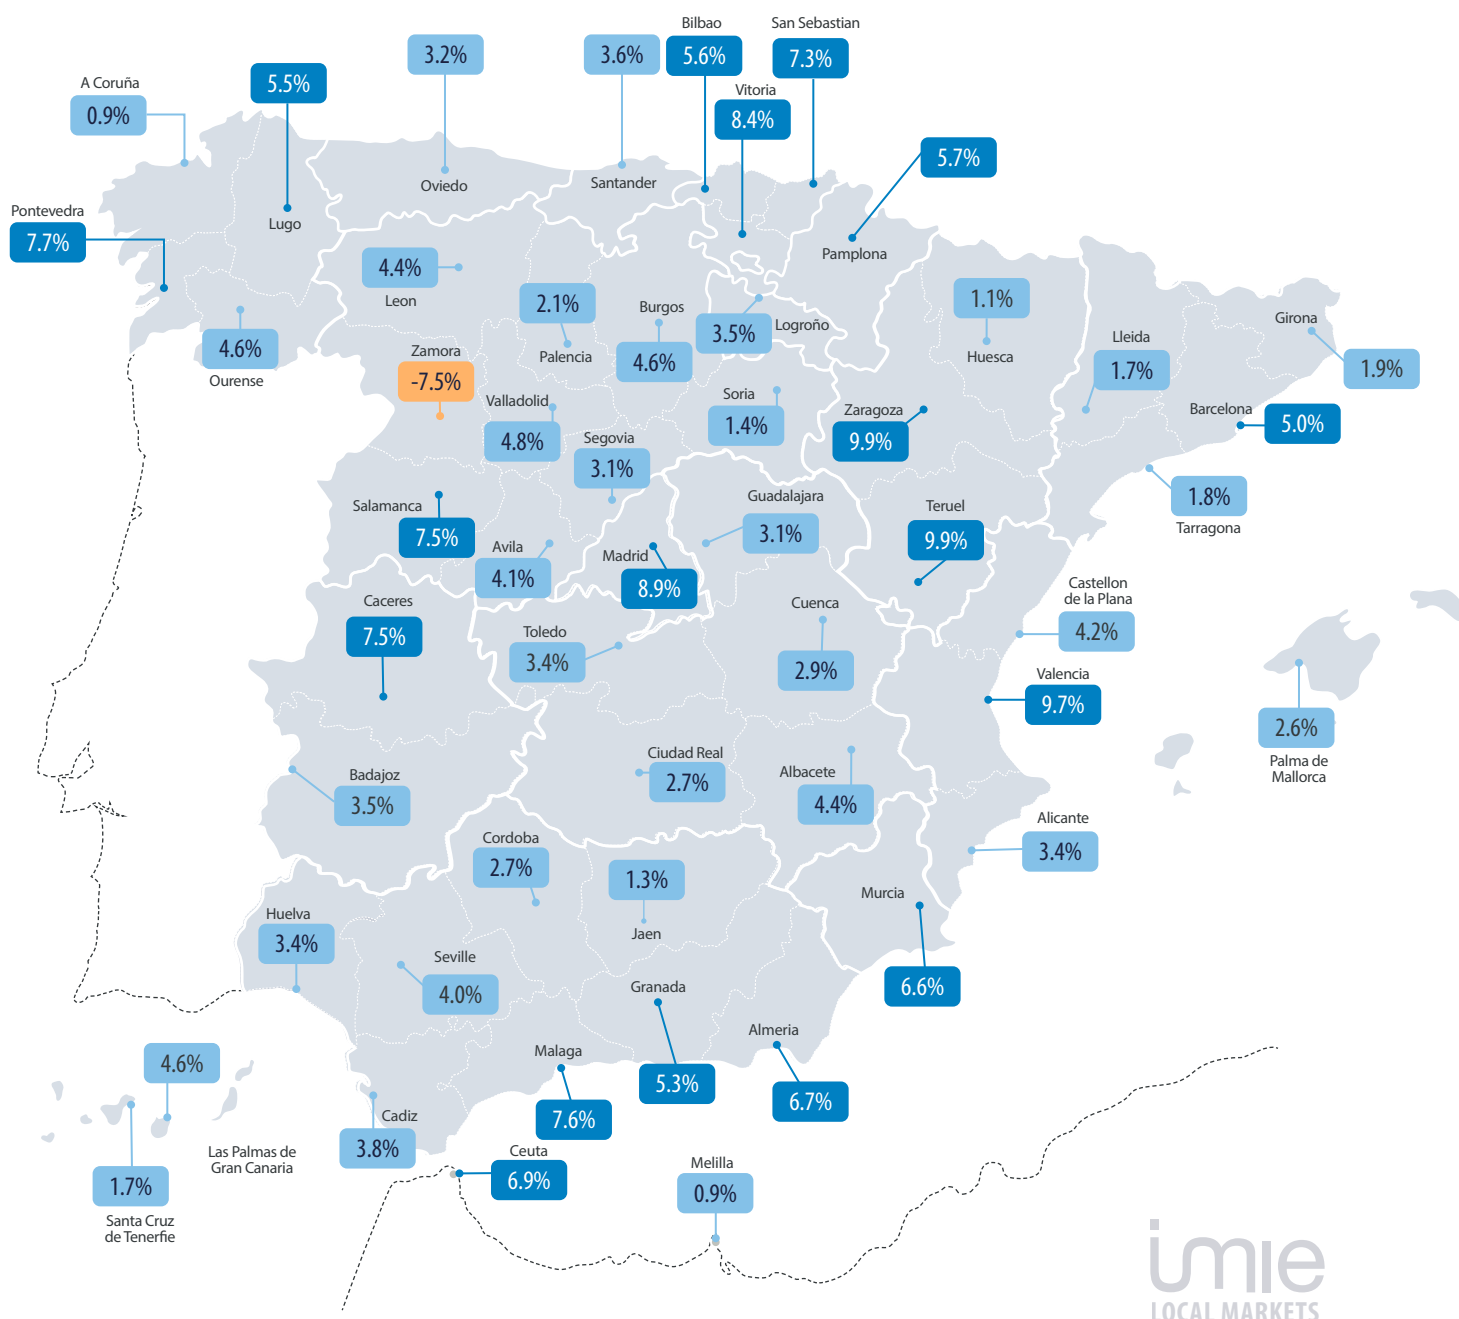 Bilbao
San Sebastian
3.2%
3.6%
5.6%
7.3%
A Coruña
5.5%
Vitoria
0.9%
8.4%
5.7%
Oviedo
Santander
Pontevedra
Lugo
7.7%
Pamplona
4.4%
Leon
2.1%
Burgos
1.1%
Logroño
Girona
3.5%
Lleida
4.6%
Ourense
Zamora
Palencia
4.6%
Huesca
1.7%
1.9%
-7.5%
Valladolid
Soria
Zaragoza
Barcelona
4.8%
Segovia
1.4%
9.9%
5.0%
3.1%
Guadalajara
1.8%
Salamanca
Teruel
Tarragona
7.5%
Avila
Madrid
3.1%
9.9%
4.1%
8.9%
Castellon
de la Plana
Caceres
Cuenca
7.5%
Toledo
4.2%
3.4%
2.9%
Valencia
9.7%
2.6%
Palma de
Mallorca
Ciudad Real
Badajoz
2.7%
Albacete
3.5%
4.4%
Alicante
Cordoba
3.4%
2.7%
1.3%
Murcia
Huelva
Jaen
3.4%
Seville
4.0%
Granada
6.6%
Almeria
Malaga
4.6%
5.3%
6.7%
Cadiz
7.6%
Las Palmas de
Gran Canaria
3.8%
Ceuta
Melilla
1.7%
6.9%
0.9%
Santa Cruz
de Tenerfie
imie
LOCAL MARKETS